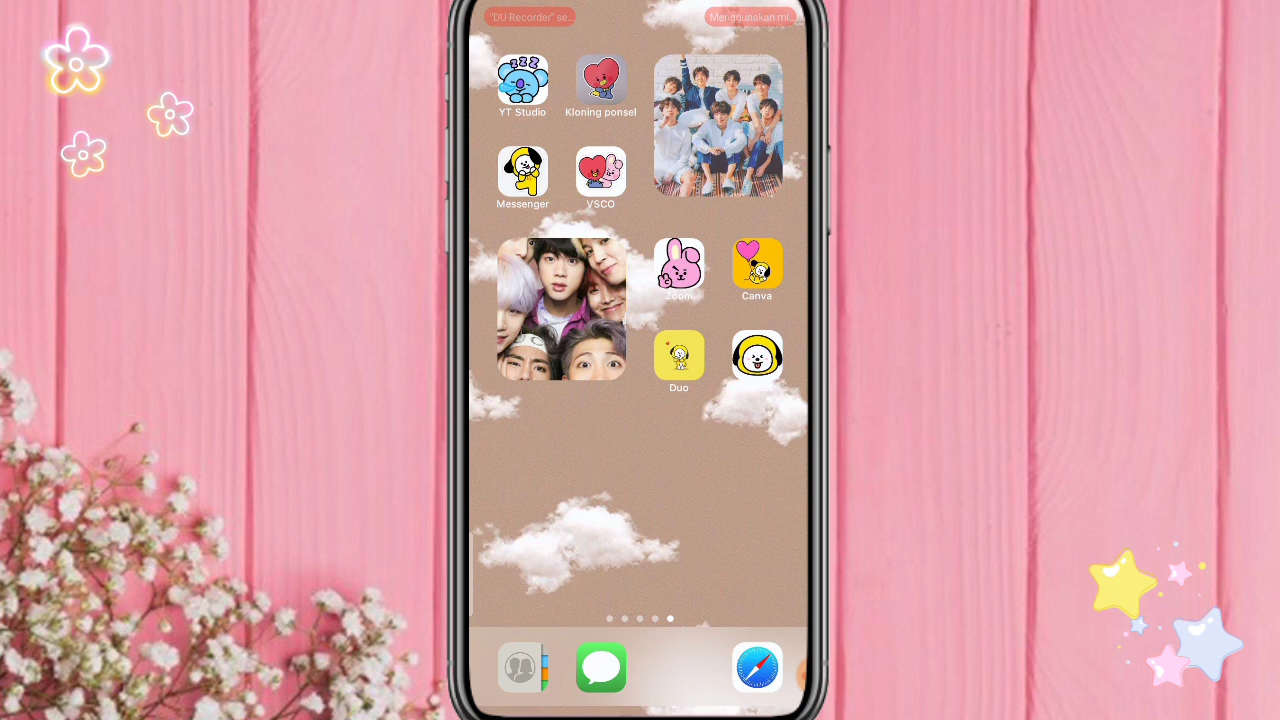 "DU Recorder" se...
Menggunakan mi...
YT Studio
Kloning ponsel
Messenger
VSCO
Zoom
Canva
Duo